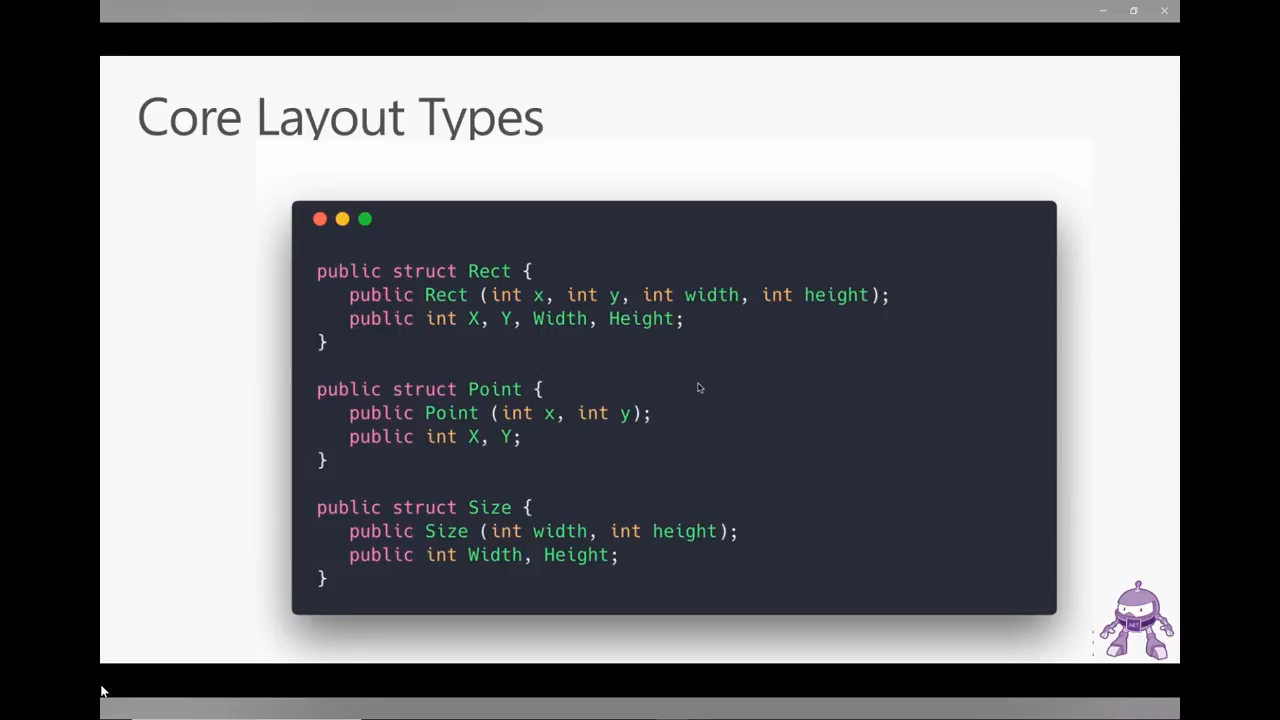 Core Layout Types
public struct Rect {
public Rect (int x, int y, int width, int height);
public int X, Y, Width, Height;
}
public struct Point {
public Point (int x, int y);
public int X, Y;
}
public struct Size {
public Size (int width, int height);
public int Width, Height;
}
.NET